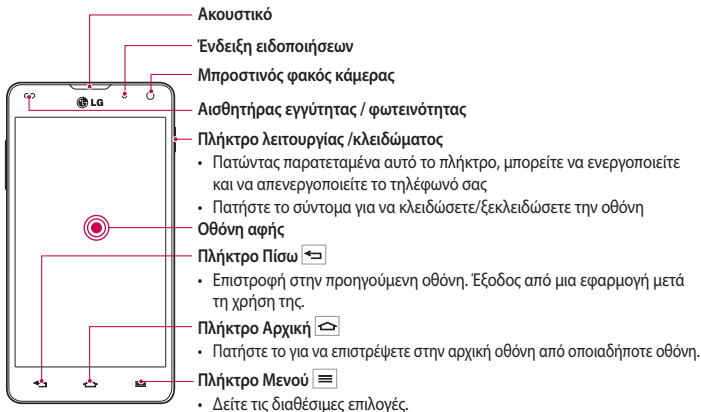 Ακουστικό
Ένδειξη ειδοποιήσεων
Μπροστινός φακός κάμερας
LG
Αισθητήρας εγγύτητας / φωτεινότητας
Πλήκτρο λειτουργίας /κλειδώματος
• Πατώντας παρατεταμένα αυτό το πλήκτρο, μπορείτε να ενεργοποιείτε
και να απενεργοποιείτε το τηλέφωνό σας
• Πατήστε το σύντομα για να κλειδώσετε/ξεκλειδώσετε την οθόνη
Οθόνη αφής
Πλήκτρο Πίσω
• Επιστροφή στην προηγούμενη οθόνη. Έξοδος από μια εφαρμογή μετά
τη χρήση της.
Πλήκτρο Αρχική
• Πατήστε το για να επιστρέψετε στην αρχική οθόνη από οποιαδήποτε οθόνη.
Πλήκτρο Μενού
• Δείτε τις διαθέσιμες επιλογές.